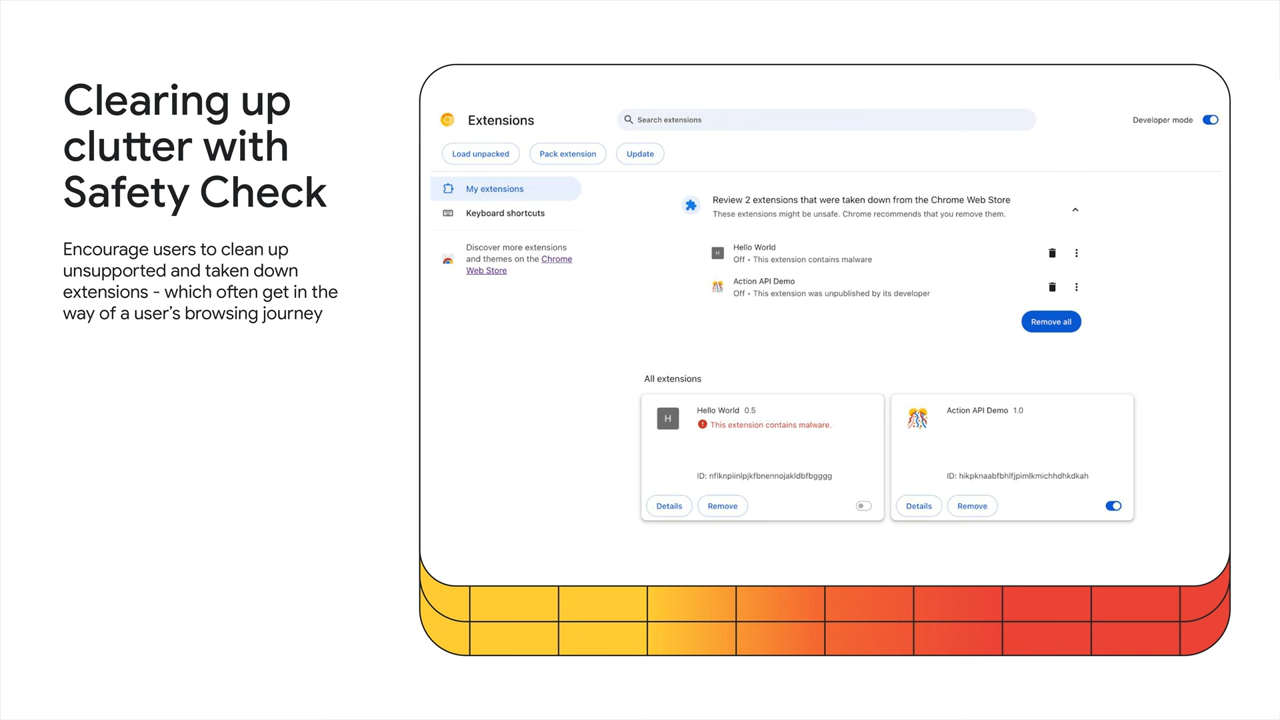 Clearing up
clutter with
Safety Check
Encourage users to clean up
unsupported and taken down
extensions - which often get in the
way of a user's browsing journey
Extensions
Search extensions
Developer mode
Load unpacked
Pack extension
Update
My extensions
Keyboard shortcuts
Discover more extensions
and themes on the Chrome
Web Store
Review 2 extensions that were taken down from the Chrome Web Store
These extensions might be unsafe. Chrome recommends that you remove them.
H
Hello World
Off • This extension contains malware
Action API Demo
Off • This extension was unpublished by its developer
Remove all
All extensions
H
Hello World 0.5
This extension contains malware.
ID: nflknpiinlpjkfbnennojakldbfbgggg
Details
Remove
Action API Demo 1.0
ID: hikpknaabfbhlfjpimlkmichhdhkdkah
Details
Remove